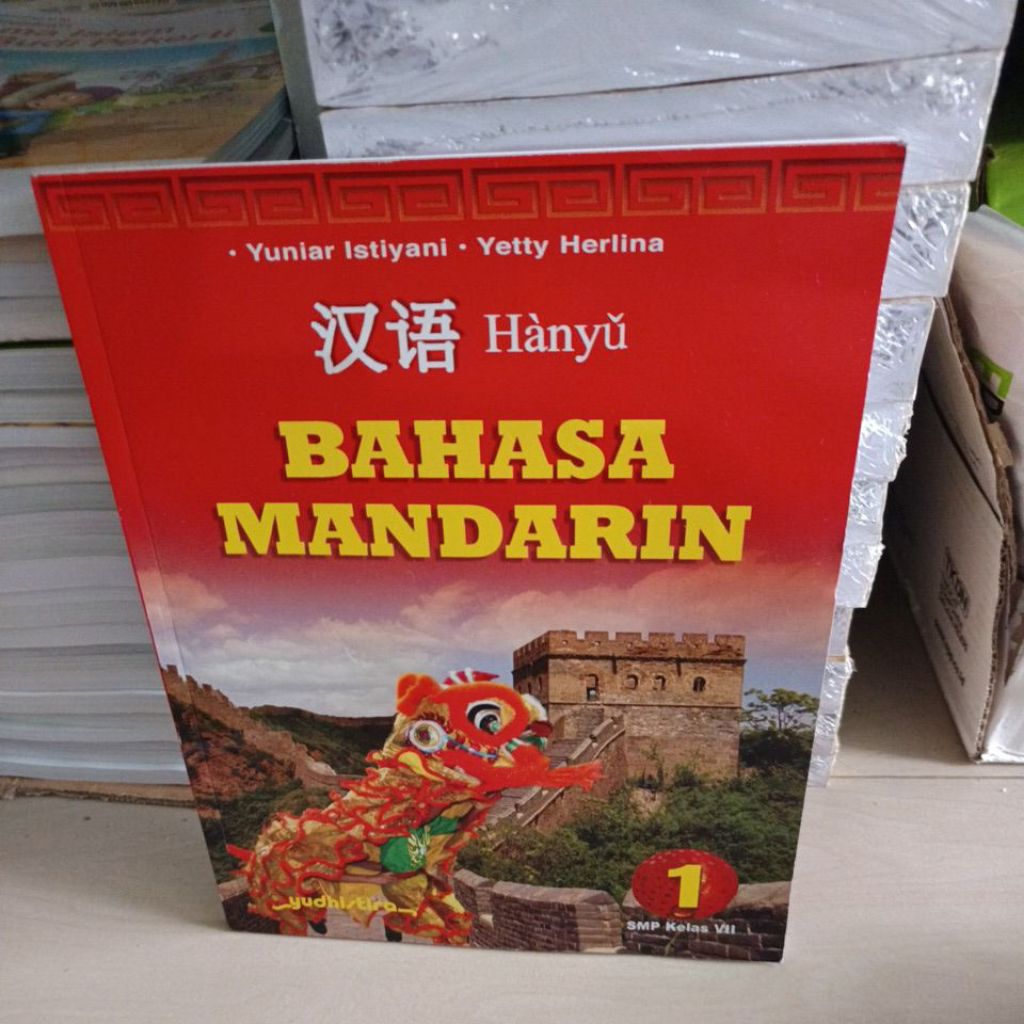 • Yuniar Istiyani • Yetty Herlina
汉语 Hànyǔ
BAHASA
MANDARIN
yudhistira
1
SMP Kelas VII